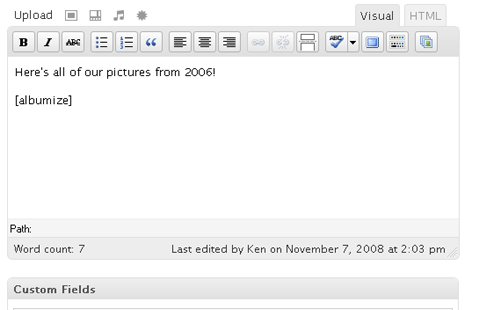 Upload Visual HTML
B I ABC ABC
Here's all of our pictures from 2006!
[albumize]
Path:
Word count: 7 Last edited by Ken on November 7, 2008 at 2:03 pm
Custom Fields